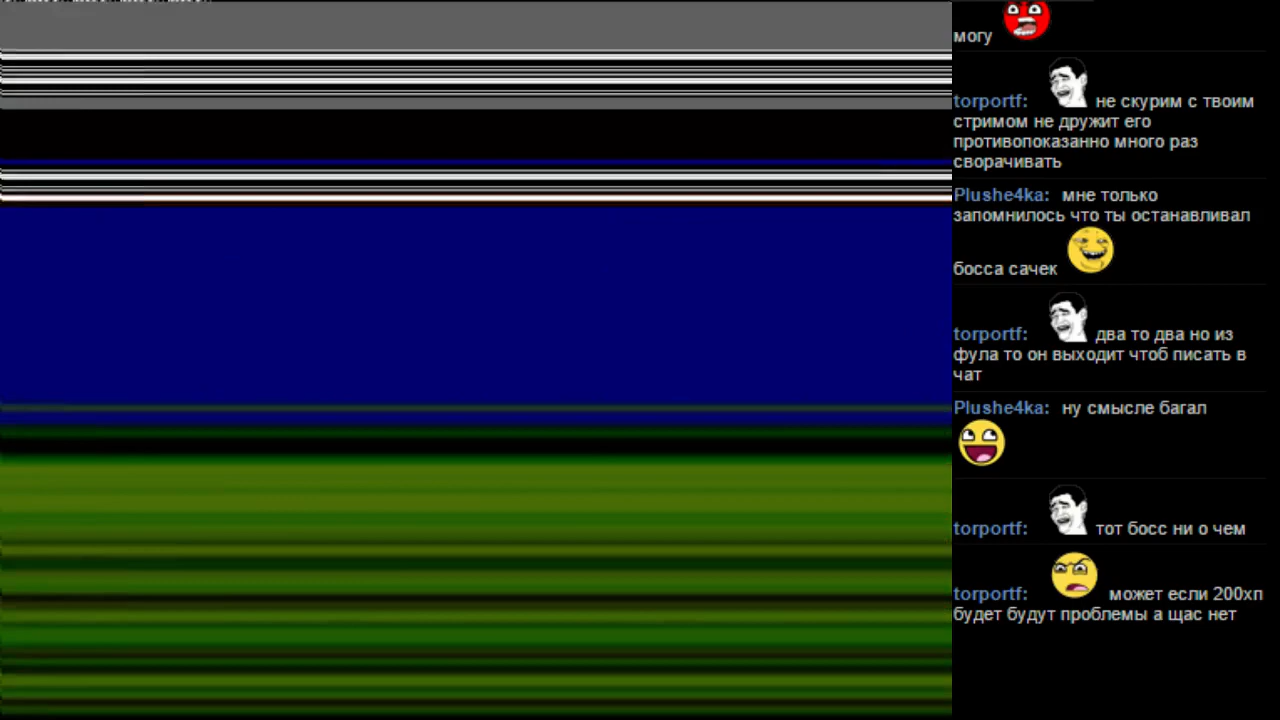 могу
torportf: не скурим с твоим
стримом не дружит его
противопоказанно много раз
сворачивать
Plushe4ka: мне только
запомнилось что ты останавливал
босса сачек
torportf: два то два но из
фула то он выходит чтоб писать в
чат
Plushe4ka: ну смысле багал
torportf: тот босс ни о чем
torportf: может если 200хп
будет будут проблемы а щас нет